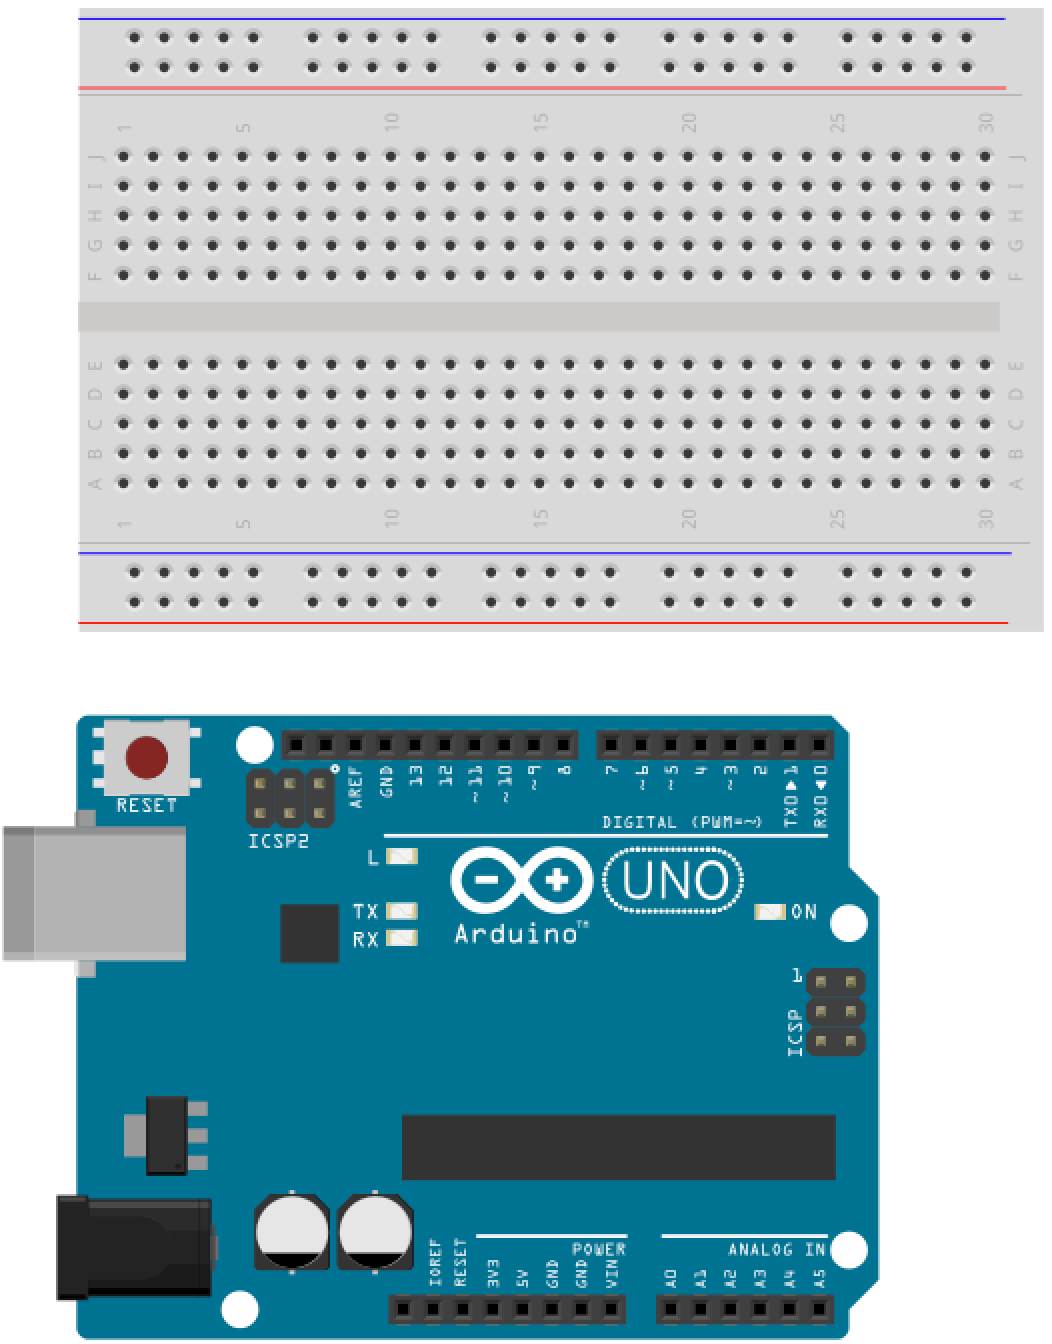 1 5 10 15 20 25 30
J J
I I
H H
G G
F F
E E
D D
C C
B B
A A
1 5 10 15 20 25 30
RESET
AREF GND 13 12 ~11 ~10 ~9 8 7 ~6 ~5 4 ~3 2 TXD▶1 RXD◀0
DIGITAL (PWM=~)
ICSP2
L
TX
RX
Arduino™
UNO
ON
1
ICSP
POWER
ANALOG IN
IOREF RESET 3V3 5V GND GND VIN A0 A1 A2 A3 A4 A5